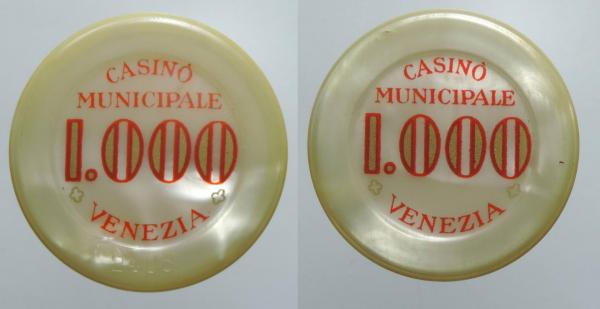 CASINÒ
MUNICIPALE
1.000
VENEZIA
CASINÒ
MUNICIPALE
1.000
VENEZIA